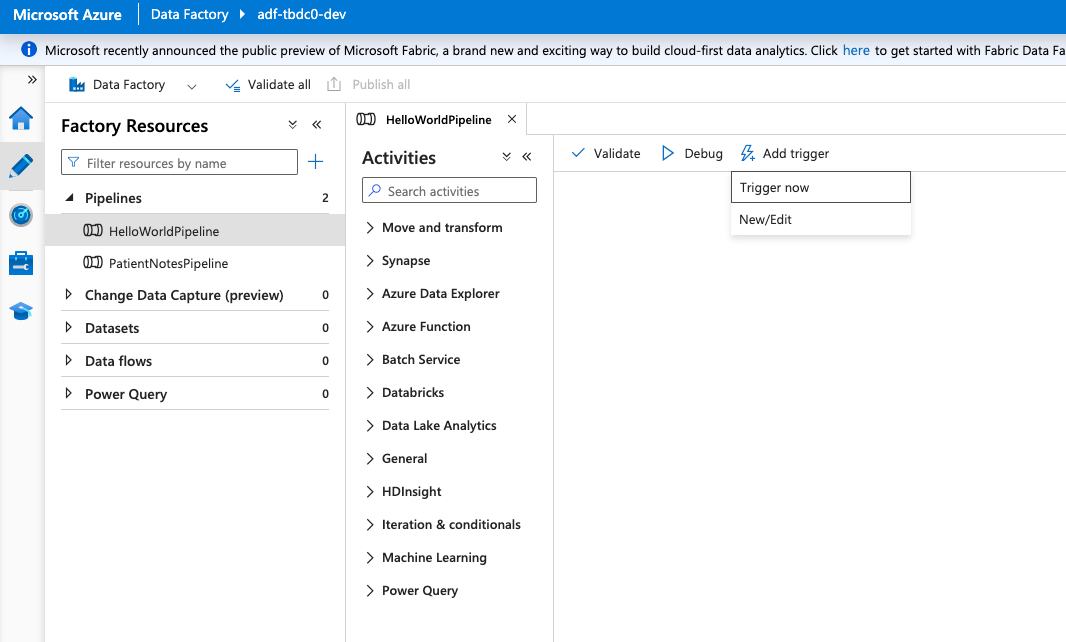 Microsoft Azure Data Factory adf-tbdc0-dev
Microsoft recently announced the public preview of Microsoft Fabric, a brand new and exciting way to build cloud-first data analytics. Click here to get started with Fabric Data Fa
Data Factory Validate all Publish all
Factory Resources
Filter resources by name
Pipelines 2
HelloWorldPipeline
PatientNotesPipeline
Change Data Capture (preview) 0
Datasets 0
Data flows 0
Power Query 0
HelloWorldPipeline
Activities
Search activities
Move and transform
Synapse
Azure Data Explorer
Azure Function
Batch Service
Databricks
Data Lake Analytics
General
HDInsight
Iteration & conditionals
Machine Learning
Power Query
Validate Debug Add trigger
Trigger now
New/Edit